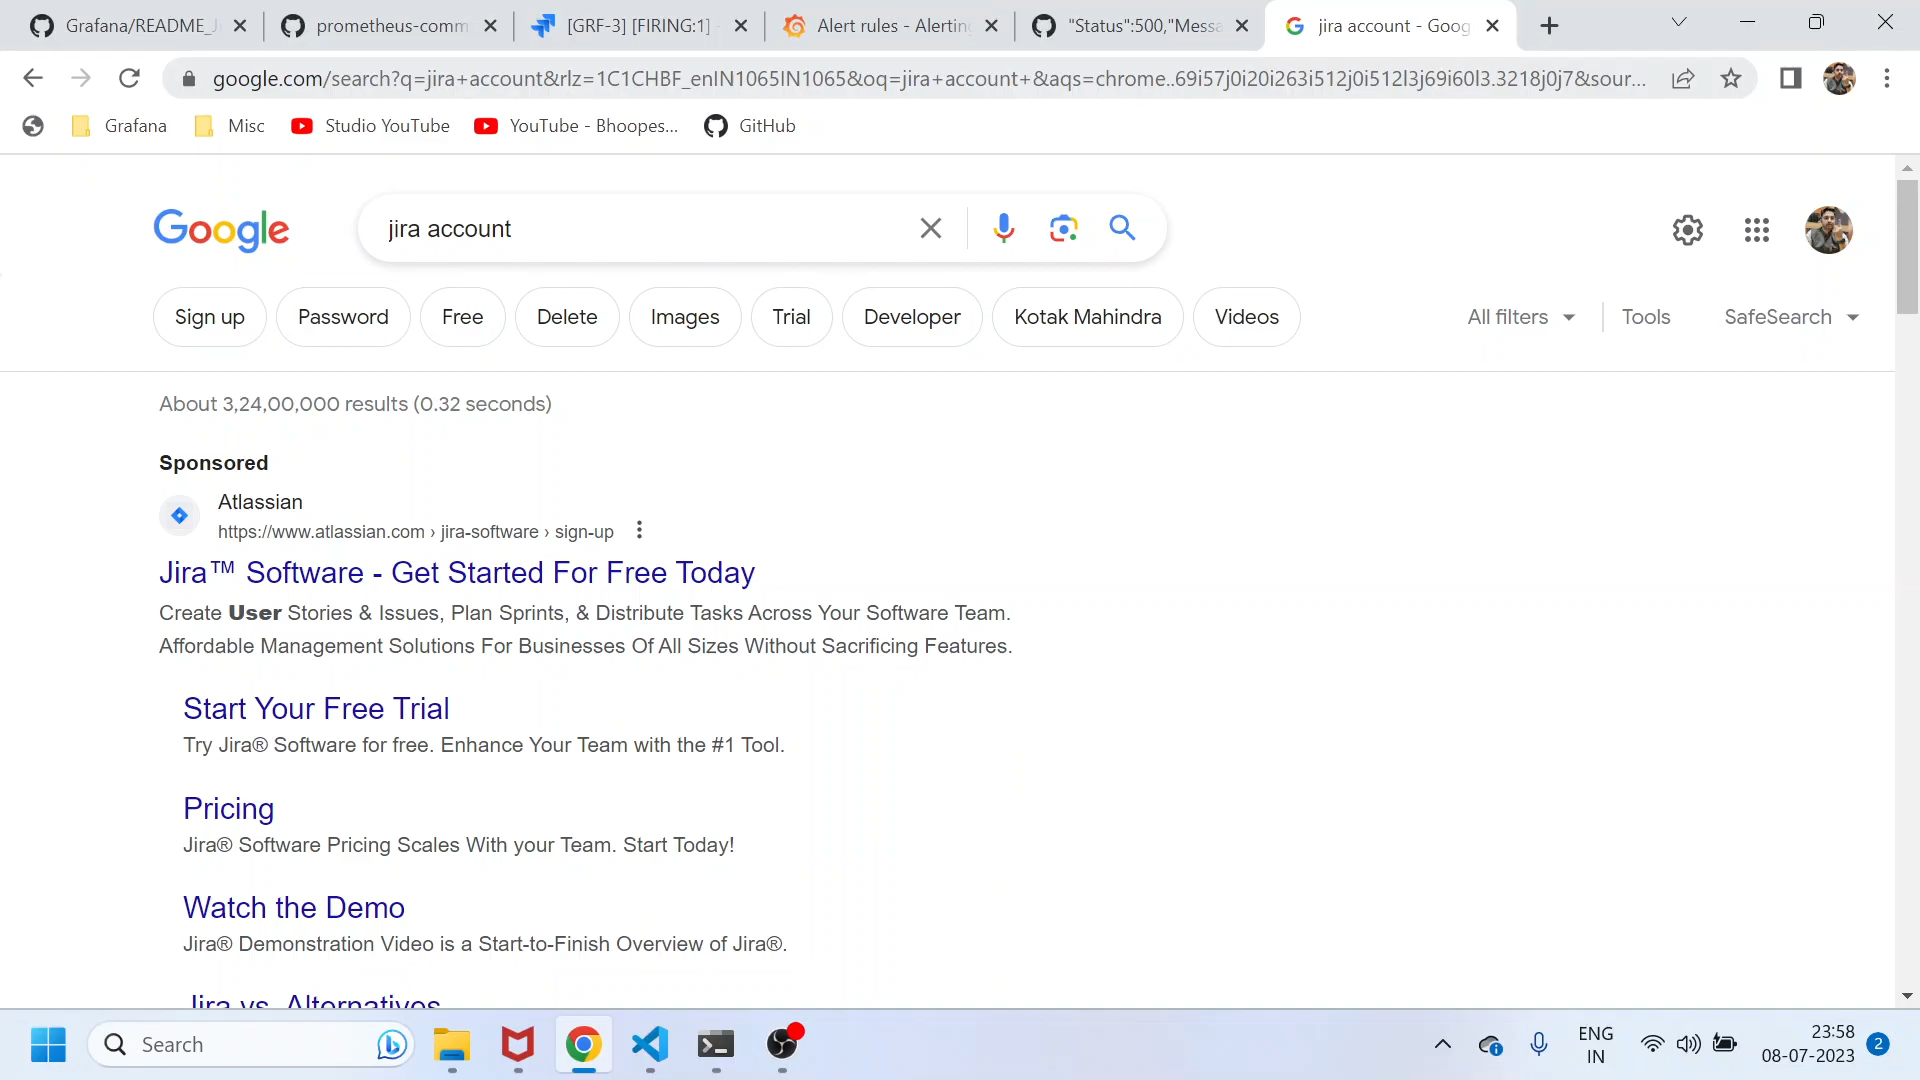 Grafana/README_J
prometheus-comm
[GRF-3] [FIRING:1] -
Alert rules - Alerting
"Status":500,"Messa
jira account - Goog
google.com/search?q=jira+account&rlz=1C1CHBF_enIN1065IN1065&oq=jira+account+&aqs=chrome..69i57j0i20i263i512j0i512l3j69i60l3.3218j0j7&sour...
Grafana
Misc
Studio YouTube
YouTube - Bhoopes...
GitHub
Google
jira account
Sign up
Password
Free
Delete
Images
Trial
Developer
Kotak Mahindra
Videos
All filters
Tools
SafeSearch
About 3,24,00,000 results (0.32 seconds)
Sponsored
Atlassian
https://www.atlassian.com › jira-software › sign-up
Jira™ Software - Get Started For Free Today
Create User Stories & Issues, Plan Sprints, & Distribute Tasks Across Your Software Team.
Affordable Management Solutions For Businesses Of All Sizes Without Sacrificing Features.
Start Your Free Trial
Try Jira® Software for free. Enhance Your Team with the #1 Tool.
Pricing
Jira® Software Pricing Scales With your Team. Start Today!
Watch the Demo
Jira® Demonstration Video is a Start-to-Finish Overview of Jira®.
Jira vs. Alternatives
Search
ENG
IN
23:58
08-07-2023
2